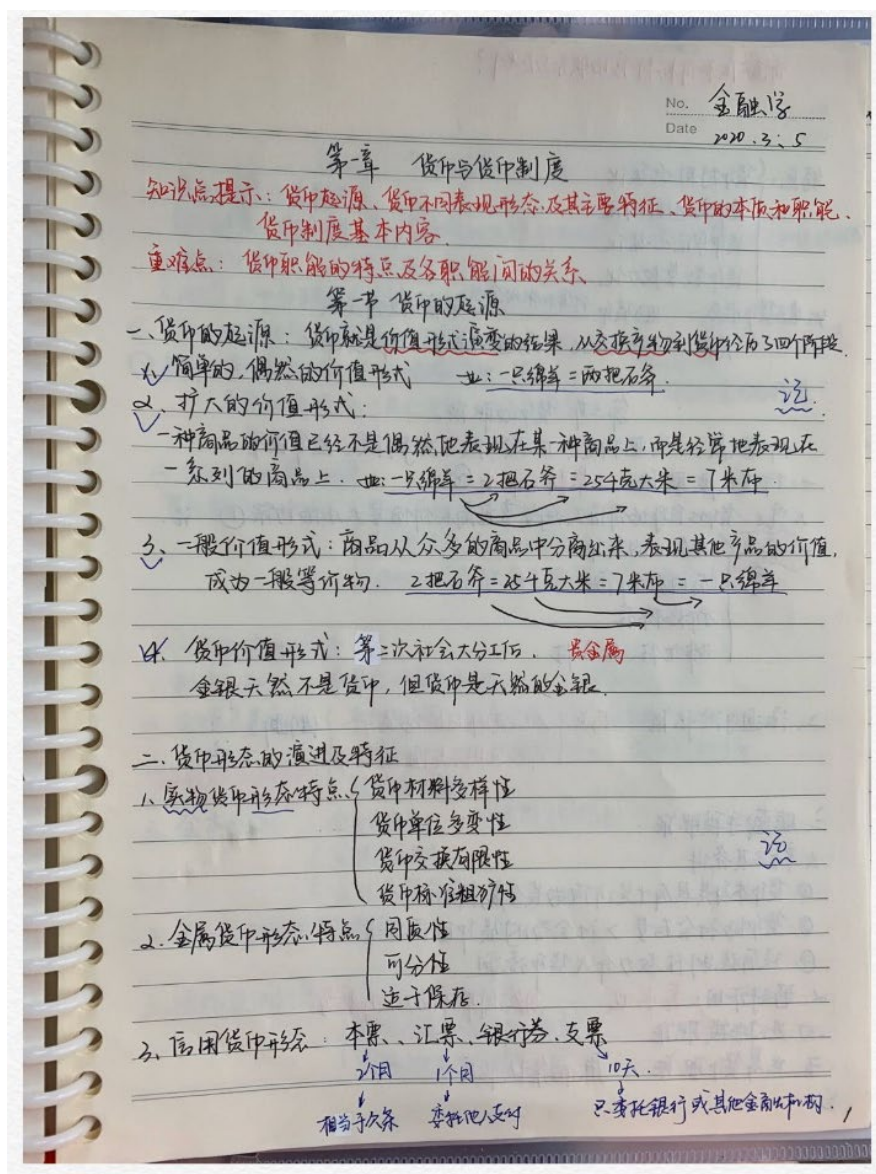 No. 金融学
Date 2020.3.5
第一章 货币与货币制度
知识点提示：货币起源、货币不同表现形态及其主要特征、货币的本质和职能、
货币制度基本内容.
重难点：货币职能的特点及各职能间的关系、
第一节 货币的起源
一、货币的起源：货币就是价值形式演变的结果，从交换产物到货币经历了四个阶段.
1、简单的，偶然的价值形式 如：一只绵羊=两把石斧.
记.
2、扩大的价值形式：
一种商品的价值已经不是偶然地表现在某一种商品上，而是经常地表现在
一系列的商品上. 如：一只绵羊=2把石斧=254克大米=7米布.
3、一般价值形式：商品从众多的商品中分离出来，表现其他产品的价值，
成为一般等价物. 2把石斧=254克大米=7米布=一只绵羊
4、货币价值形式：第二次社会大分工后. 贵金属
金银天然不是货币，但货币是天然的金银.
二、货币形态的演进及特征
1、实物货币形态特点{货币材料多样性
货币单位多变性
货币交换有限性
记
货币标准粗犷性
2、金属货币形态、特点{同质性
可分性
适于保存.
3、信用货币形态：本票、汇票、银行券、支票
2个月 1个月 10天.
相当于欠条 委托他人支付 只委托银行或其他金融机构.
1